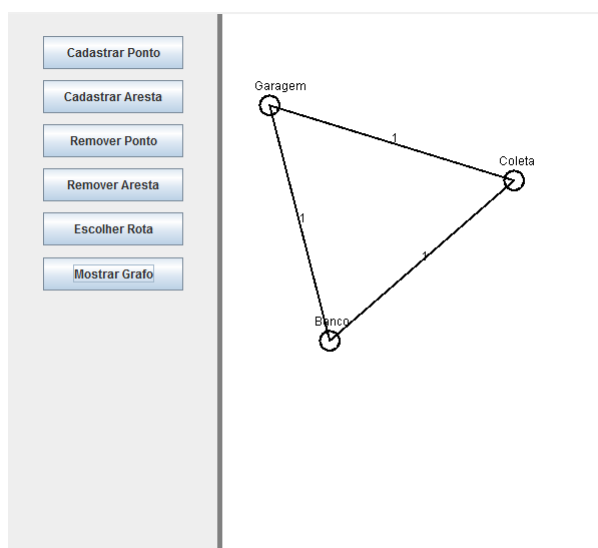 Cadastrar Ponto
Cadastrar Aresta
Remover Ponto
Remover Aresta
Escolher Rota
Mostrar Grafo
Garagem
1
Coleta
1
1
Banco